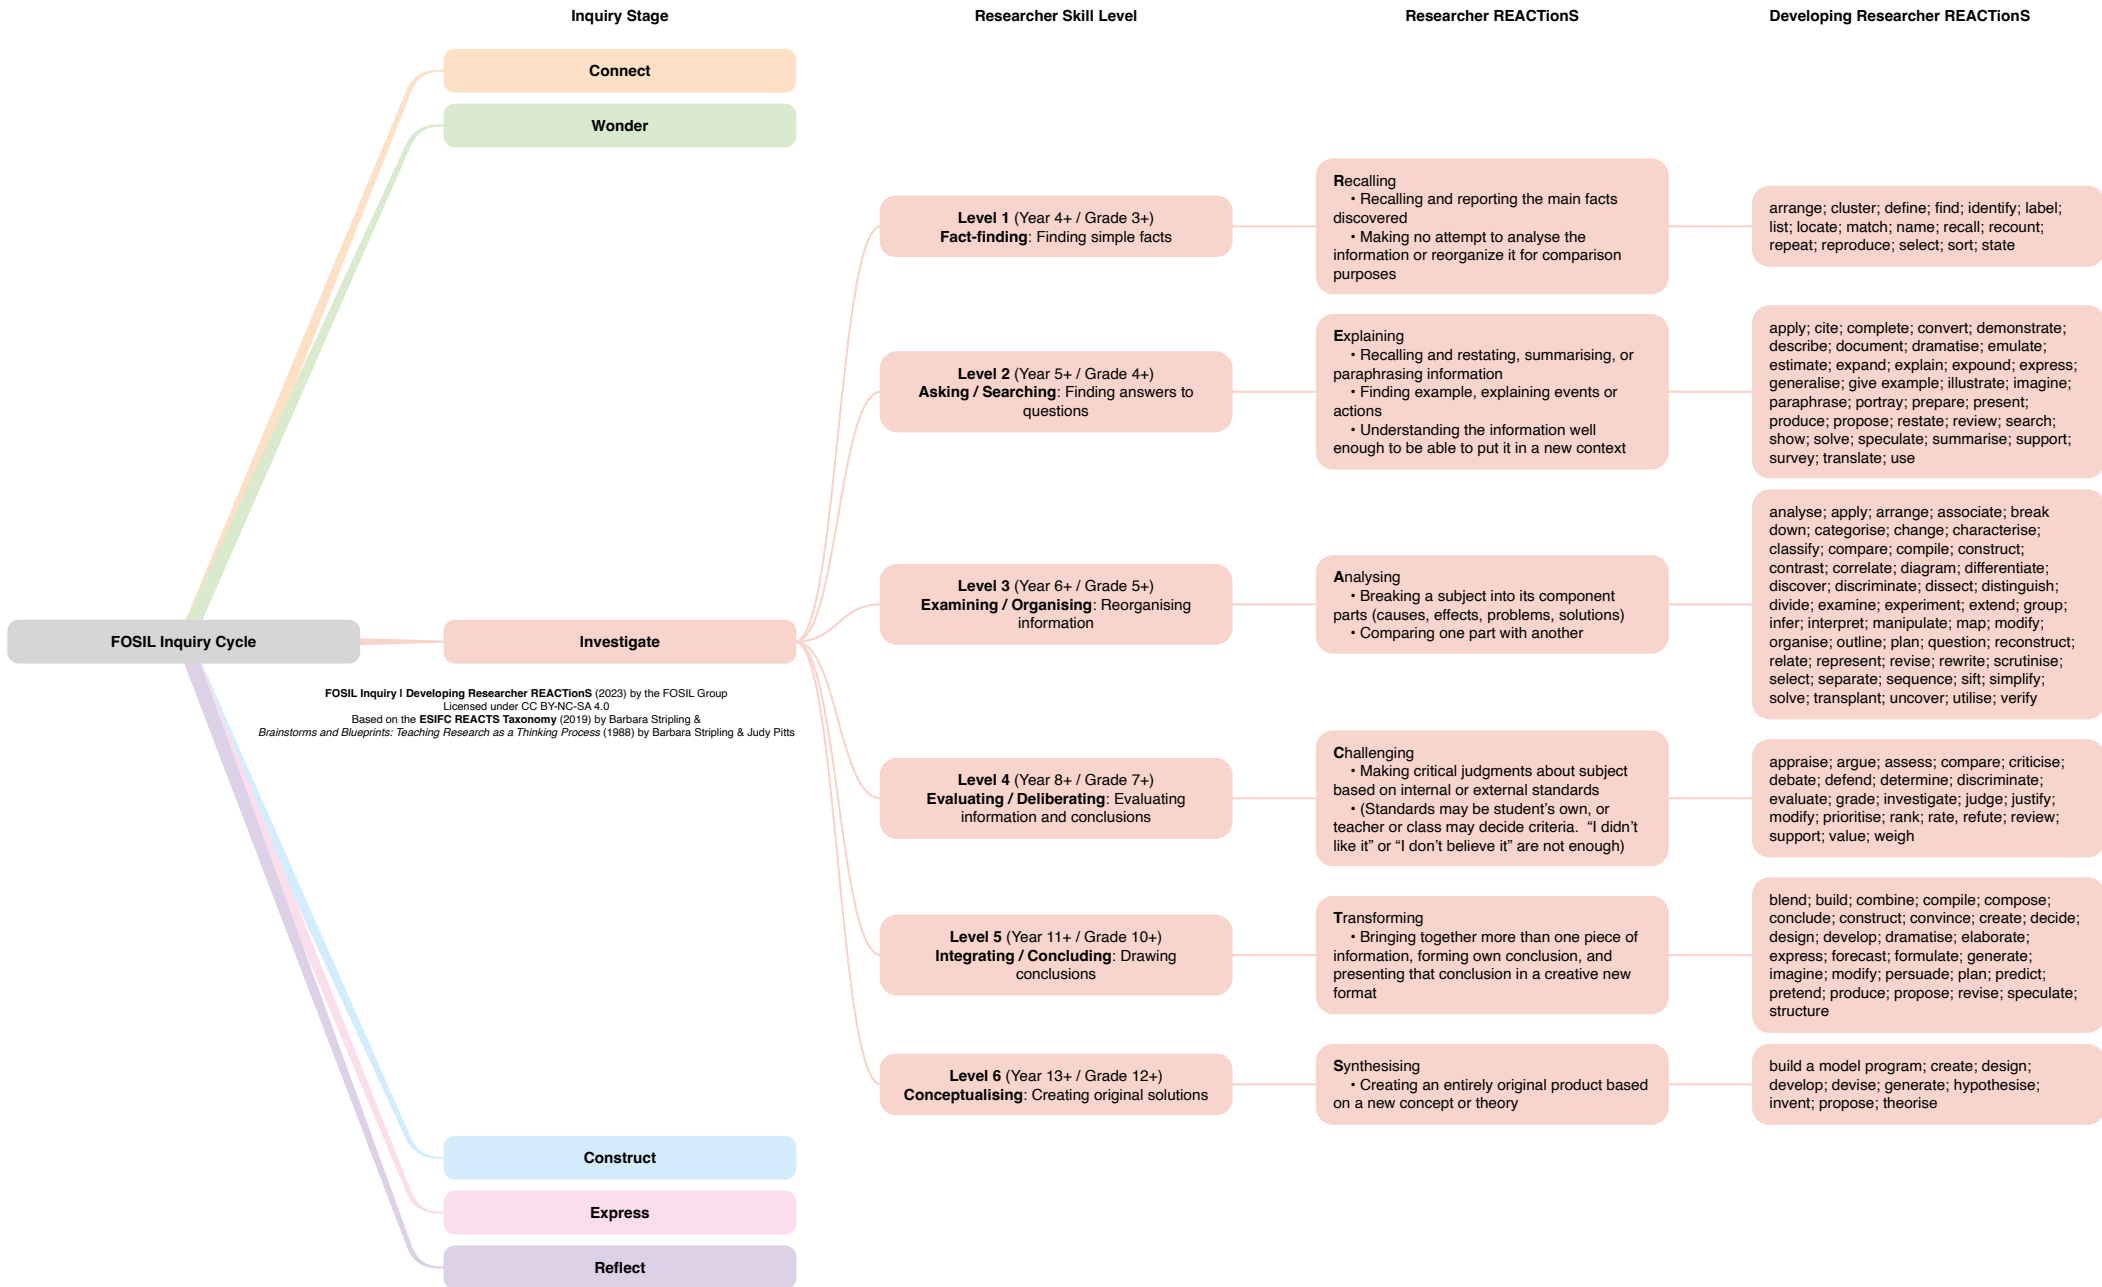 Inquiry Stage
Researcher Skill Level
Researcher REACTionS
Developing Researcher REACTionS
Connect
Wonder
FOSIL Inquiry Cycle
Investigate
FOSIL Inquiry | Developing Researcher REACTionS (2023) by the FOSIL Group
Licensed under CC BY-NC-SA 4.0
Based on the ESIFC REACTS Taxonomy (2019) by Barbara Stripling &
Brainstorms and Blueprints: Teaching Research as a Thinking Process (1988) by Barbara Stripling & Judy Pitts
Construct
Express
Reflect
Level 1 (Year 4+ / Grade 3+)
Fact-finding: Finding simple facts
Recalling
• Recalling and reporting the main facts
discovered
• Making no attempt to analyse the
information or reorganize it for comparison
purposes
arrange; cluster; define; find; identify; label;
list; locate; match; name; recall; recount;
repeat; reproduce; select; sort; state
Level 2 (Year 5+ / Grade 4+)
Asking / Searching: Finding answers to
questions
Explaining
• Recalling and restating, summarising, or
paraphrasing information
• Finding example, explaining events or
actions
• Understanding the information well
enough to be able to put it in a new context
apply; cite; complete; convert; demonstrate;
describe; document; dramatise; emulate;
estimate; expand; explain; expound; express;
generalise; give example; illustrate; imagine;
paraphrase; portray; prepare; present;
produce; propose; restate; review; search;
show; solve; speculate; summarise; support;
survey; translate; use
Level 3 (Year 6+ / Grade 5+)
Examining / Organising: Reorganising
information
Analysing
• Breaking a subject into its component
parts (causes, effects, problems, solutions)
• Comparing one part with another
analyse; apply; arrange; associate; break
down; categorise; change; characterise;
classify; compare; compile; construct;
contrast; correlate; diagram; differentiate;
discover; discriminate; dissect; distinguish;
divide; examine; experiment; extend; group;
infer; interpret; manipulate; map; modify;
organise; outline; plan; question; reconstruct;
relate; represent; revise; rewrite; scrutinise;
select; separate; sequence; sift; simplify;
solve; transplant; uncover; utilise; verify
Level 4 (Year 8+ / Grade 7+)
Evaluating / Deliberating: Evaluating
information and conclusions
Challenging
• Making critical judgments about subject
based on internal or external standards
• (Standards may be student’s own, or
teacher or class may decide criteria.  “I didn’t
like it” or “I don’t believe it” are not enough)
appraise; argue; assess; compare; criticise;
debate; defend; determine; discriminate;
evaluate; grade; investigate; judge; justify;
modify; prioritise; rank; rate, refute; review;
support; value; weigh
Level 5 (Year 11+ / Grade 10+)
Integrating / Concluding: Drawing
conclusions
Transforming
• Bringing together more than one piece of
information, forming own conclusion, and
presenting that conclusion in a creative new
format
blend; build; combine; compile; compose;
conclude; construct; convince; create; decide;
design; develop; dramatise; elaborate;
express; forecast; formulate; generate;
imagine; modify; persuade; plan; predict;
pretend; produce; propose; revise; speculate;
structure
Level 6 (Year 13+ / Grade 12+)
Conceptualising: Creating original solutions
Synthesising
• Creating an entirely original product based
on a new concept or theory
build a model program; create; design;
develop; devise; generate; hypothesise;
invent; propose; theorise